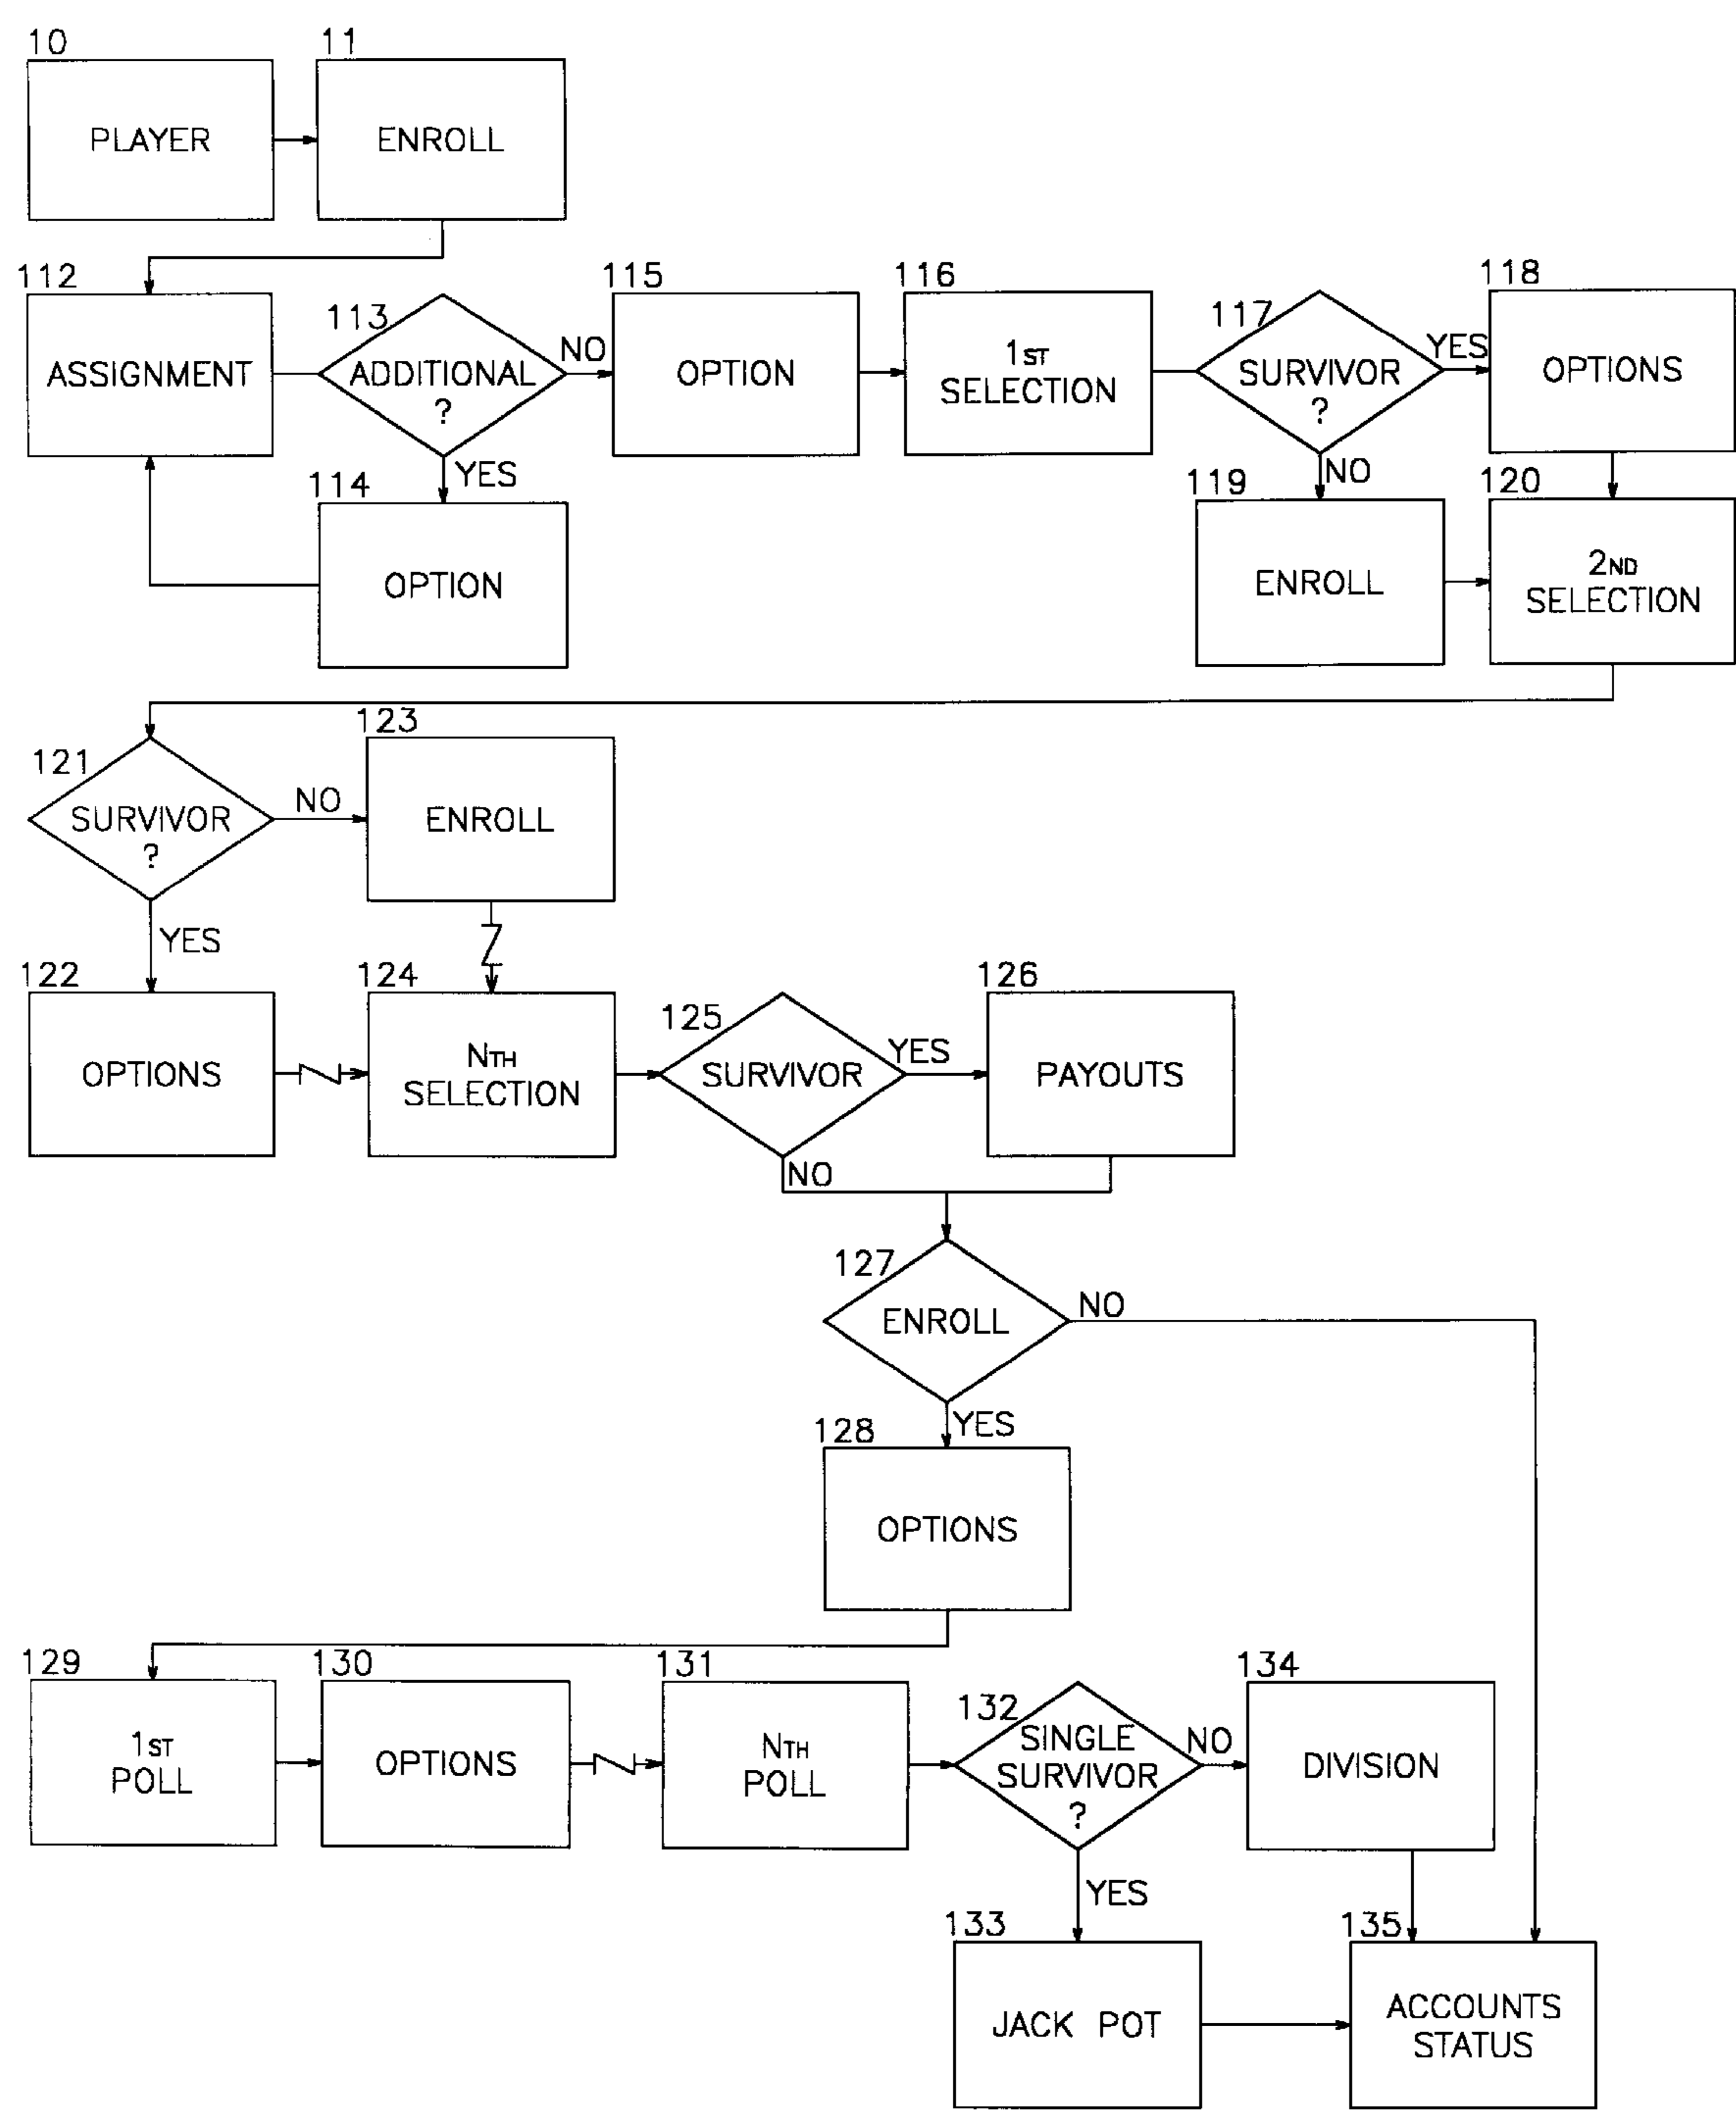 10
11
PLAYER
ENROLL
112
113
115
116
117
118
ASSIGNMENT
ADDITIONAL
?
NO
OPTION
1ST
SELECTION
SURVIVOR
?
YES
OPTIONS
YES
NO
114
119
120
OPTION
ENROLL
2ND
SELECTION
121
123
SURVIVOR
?
NO
ENROLL
YES
122
124
125
126
OPTIONS
NTH
SELECTION
SURVIVOR
YES
PAYOUTS
NO
127
ENROLL
NO
YES
128
OPTIONS
129
130
131
132
134
1ST
POLL
OPTIONS
NTH
POLL
SINGLE
SURVIVOR
?
NO
DIVISION
YES
133
135
JACK POT
ACCOUNTS
STATUS